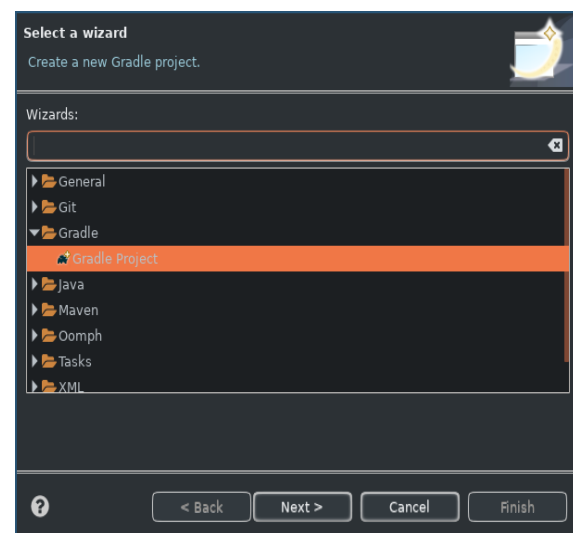 Select a wizard
Create a new Gradle project.
Wizards:
General
Git
Gradle
Gradle Project
Java
Maven
Oomph
Tasks
XML
? < Back Next > Cancel Finish